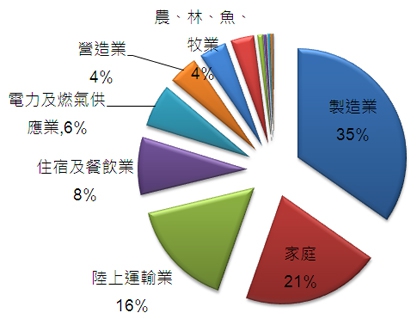 農、林、魚、
牧業
4%
營造業
4%
電力及燃氣供
應業,6%
住宿及餐飲業
8%
陸上運輸業
16%
家庭
21%
製造業
35%